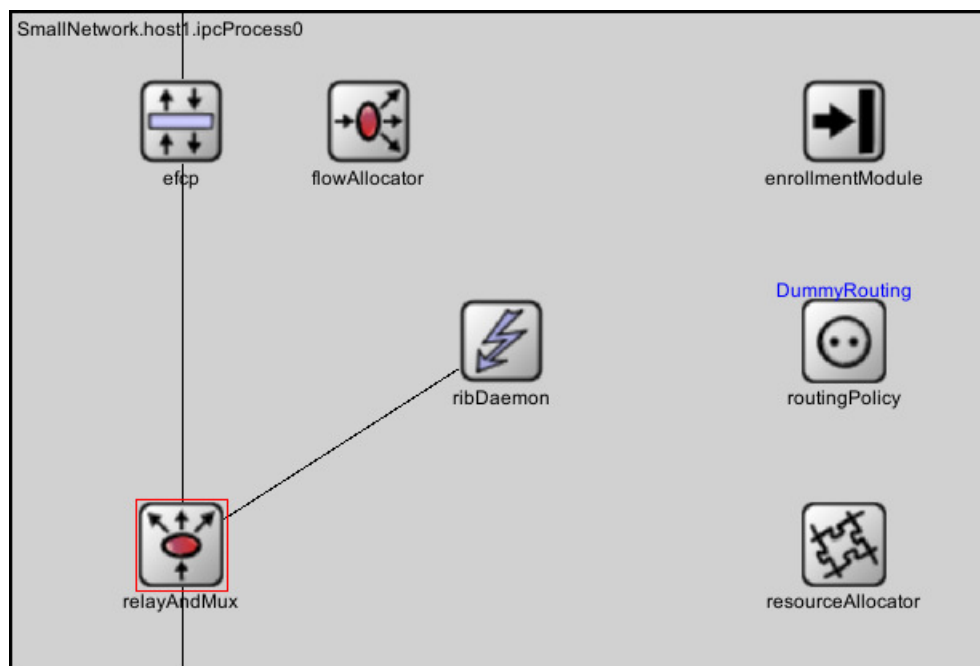 SmallNetwork.host1.ipcProcess0
efcp
flowAllocator
enrollmentModule
DummyRouting
ribDaemon
routingPolicy
relayAndMux
resourceAllocator